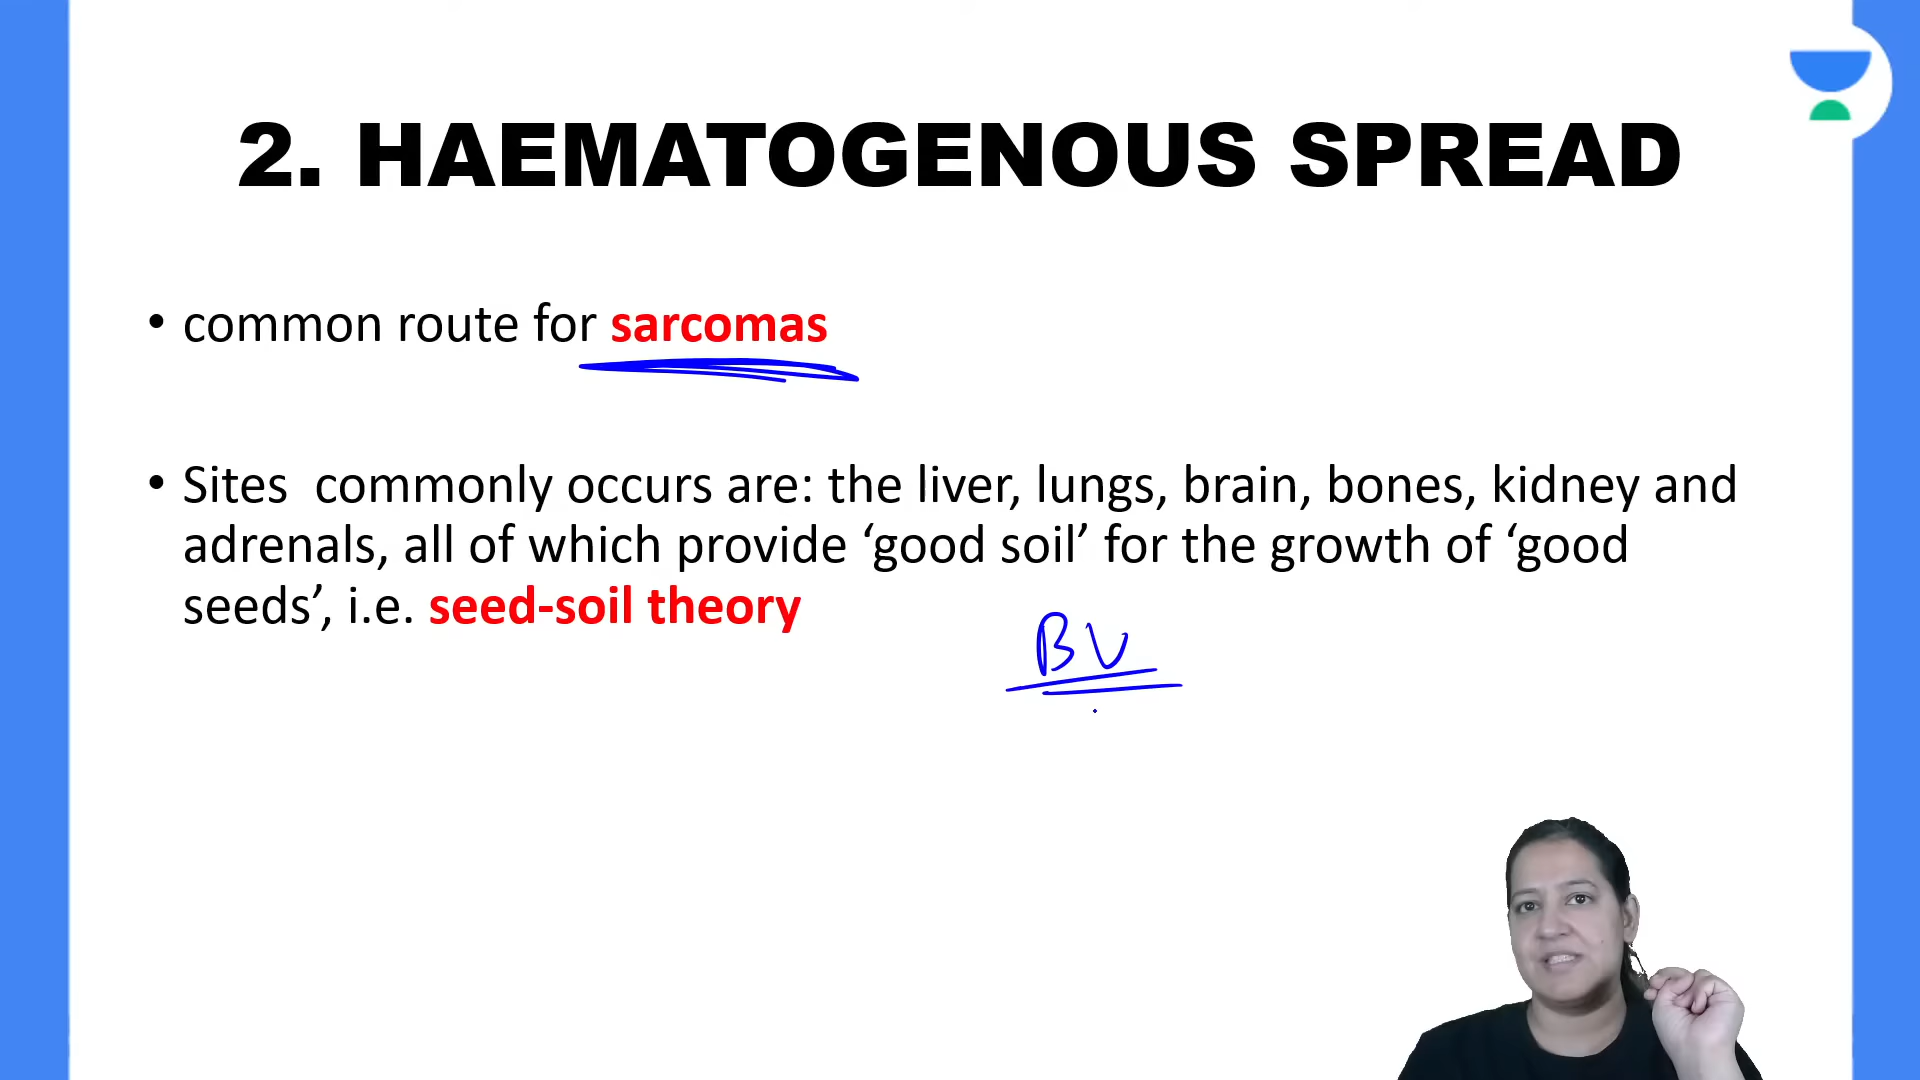 2. HAEMATOGENOUS SPREAD
• common route for sarcomas
• Sites  commonly occurs are: the liver, lungs, brain, bones, kidney and
adrenals, all of which provide ‘good soil’ for the growth of ‘good
seeds’, i.e. seed-soil theory
BV